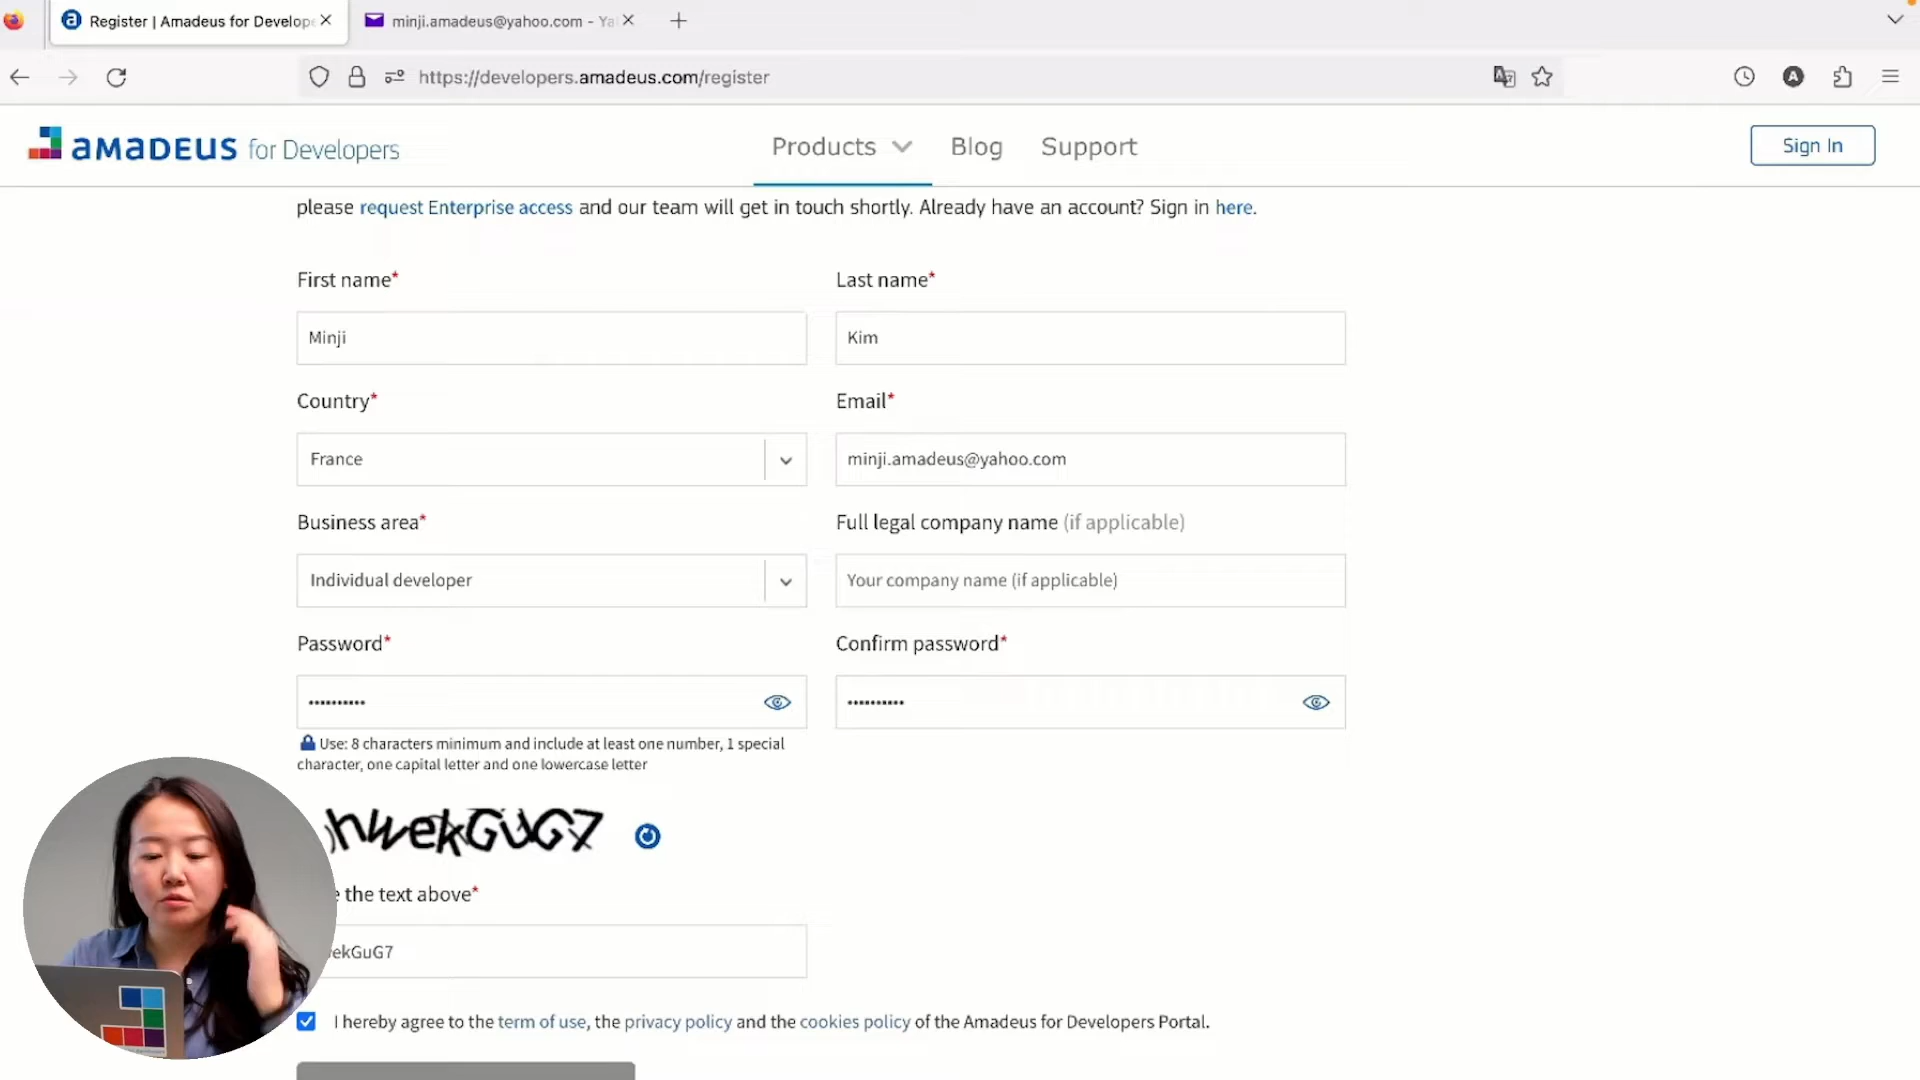 Register | Amadeus for Develop
minji.amadeus@yahoo.com - Ya
https://developers.amadeus.com/register
amadeus for Developers
Products
Blog
Support
Sign In
please request Enterprise access and our team will get in touch shortly. Already have an account? Sign in here.
First name*
Last name*
Minji
Kim
Country*
Email*
France
minji.amadeus@yahoo.com
Business area*
Full legal company name (if applicable)
Individual developer
Your company name (if applicable)
Password*
Confirm password*
••••••••••
••••••••••
Use: 8 characters minimum and include at least one number, 1 special
character, one capital letter and one lowercase letter
the text above*
ekGuG7
I hereby agree to the term of use, the privacy policy and the cookies policy of the Amadeus for Developers Portal.